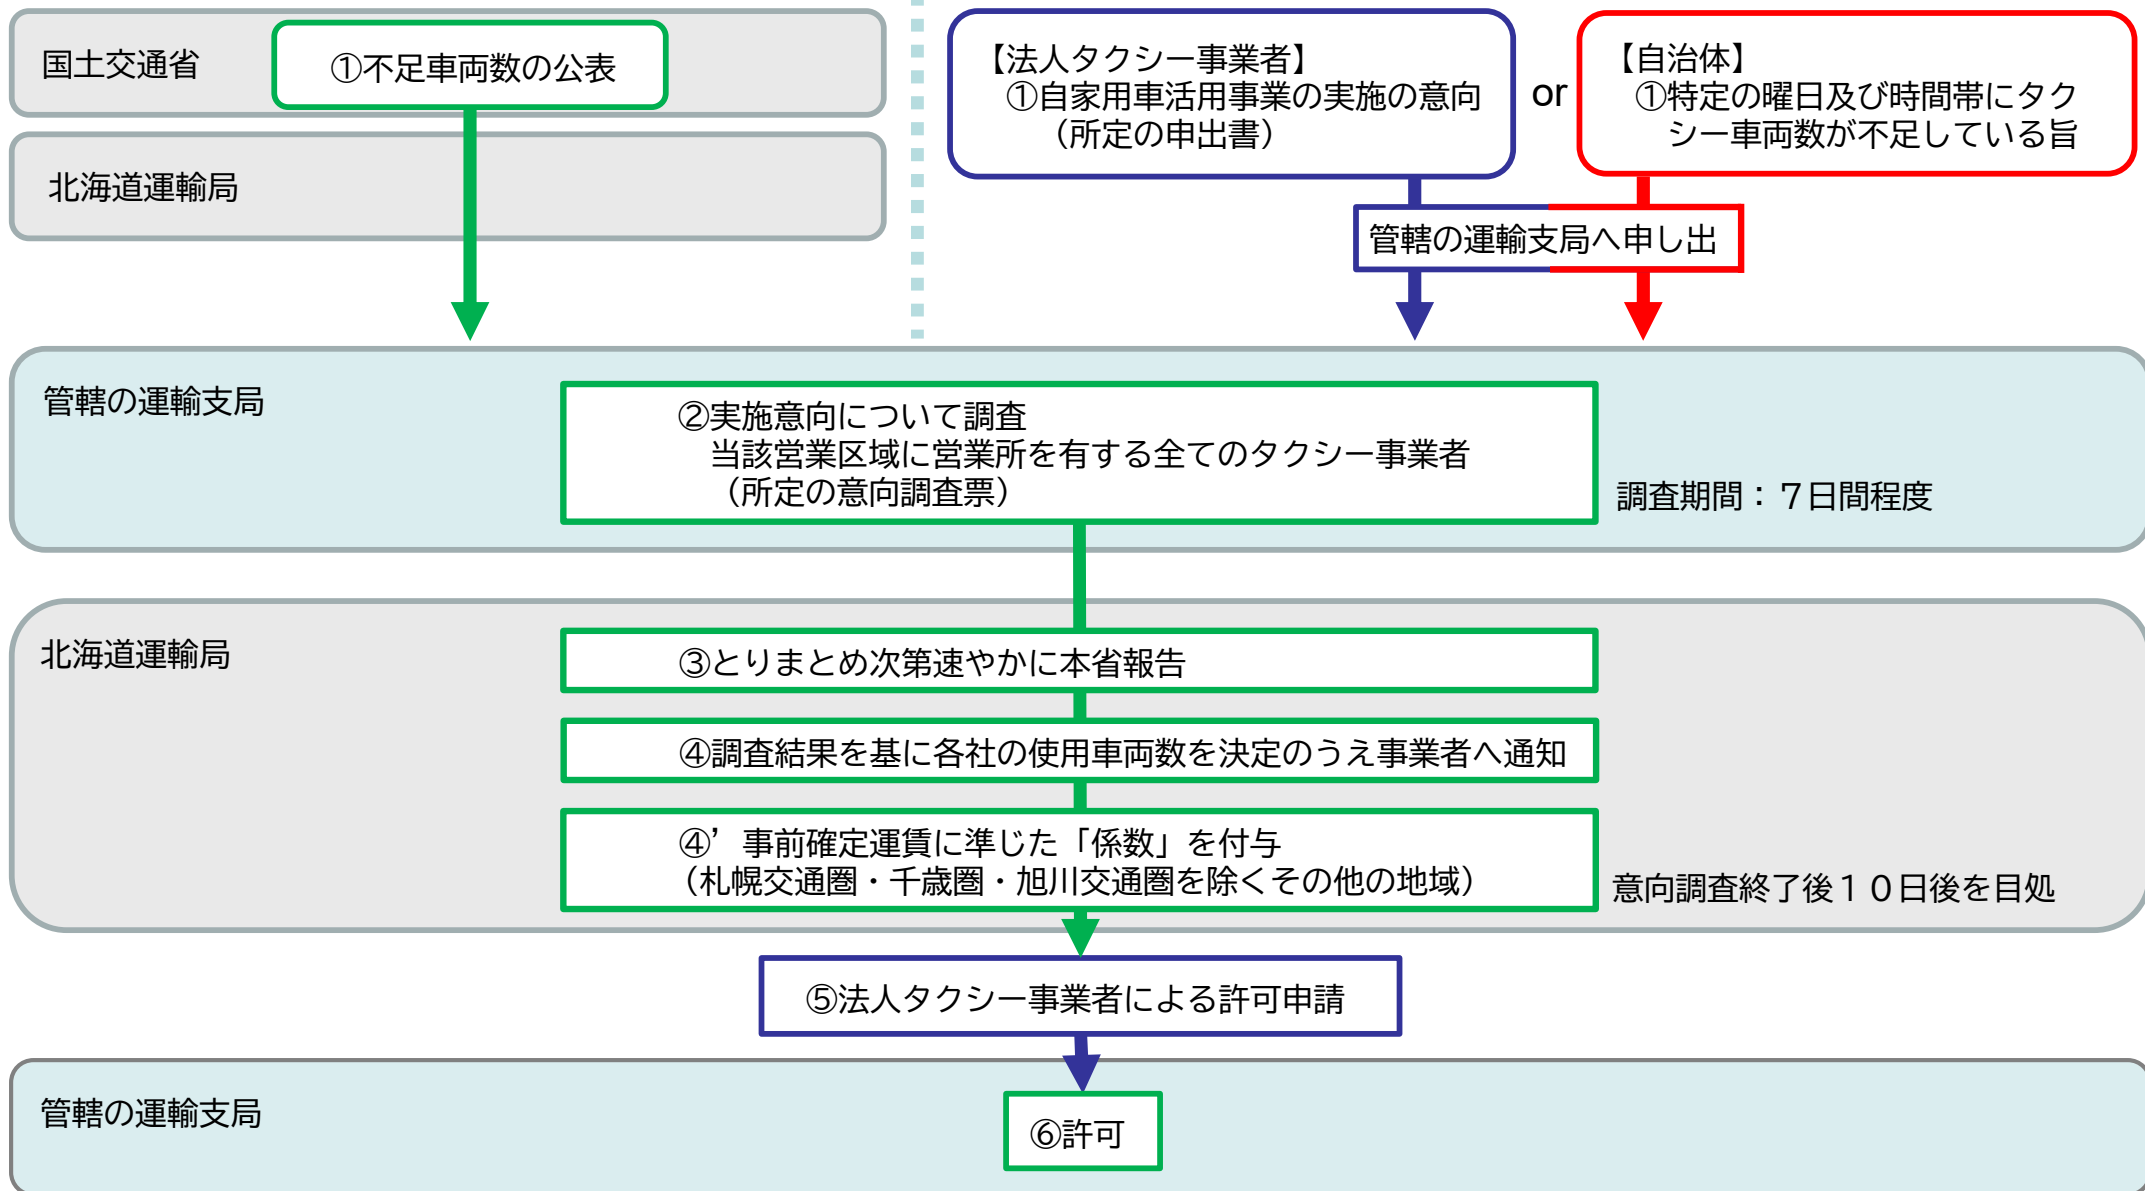 国土交通省
①不足車両数の公表
北海道運輸局
【法人タクシー事業者】
①自家用車活用事業の実施の意向
（所定の申出書）
or
【自治体】
①特定の曜日及び時間帯にタク
シー車両数が不足している旨
管轄の運輸支局へ申し出
管轄の運輸支局
②実施意向について調査
当該営業区域に営業所を有する全てのタクシー事業者
（所定の意向調査票）
調査期間：７日間程度
北海道運輸局
③とりまとめ次第速やかに本省報告
④調査結果を基に各社の使用車両数を決定のうえ事業者へ通知
④’事前確定運賃に準じた「係数」を付与
（札幌交通圏・千歳圏・旭川交通圏を除くその他の地域）
意向調査終了後１０日後を目処
⑤法人タクシー事業者による許可申請
管轄の運輸支局
⑥許可